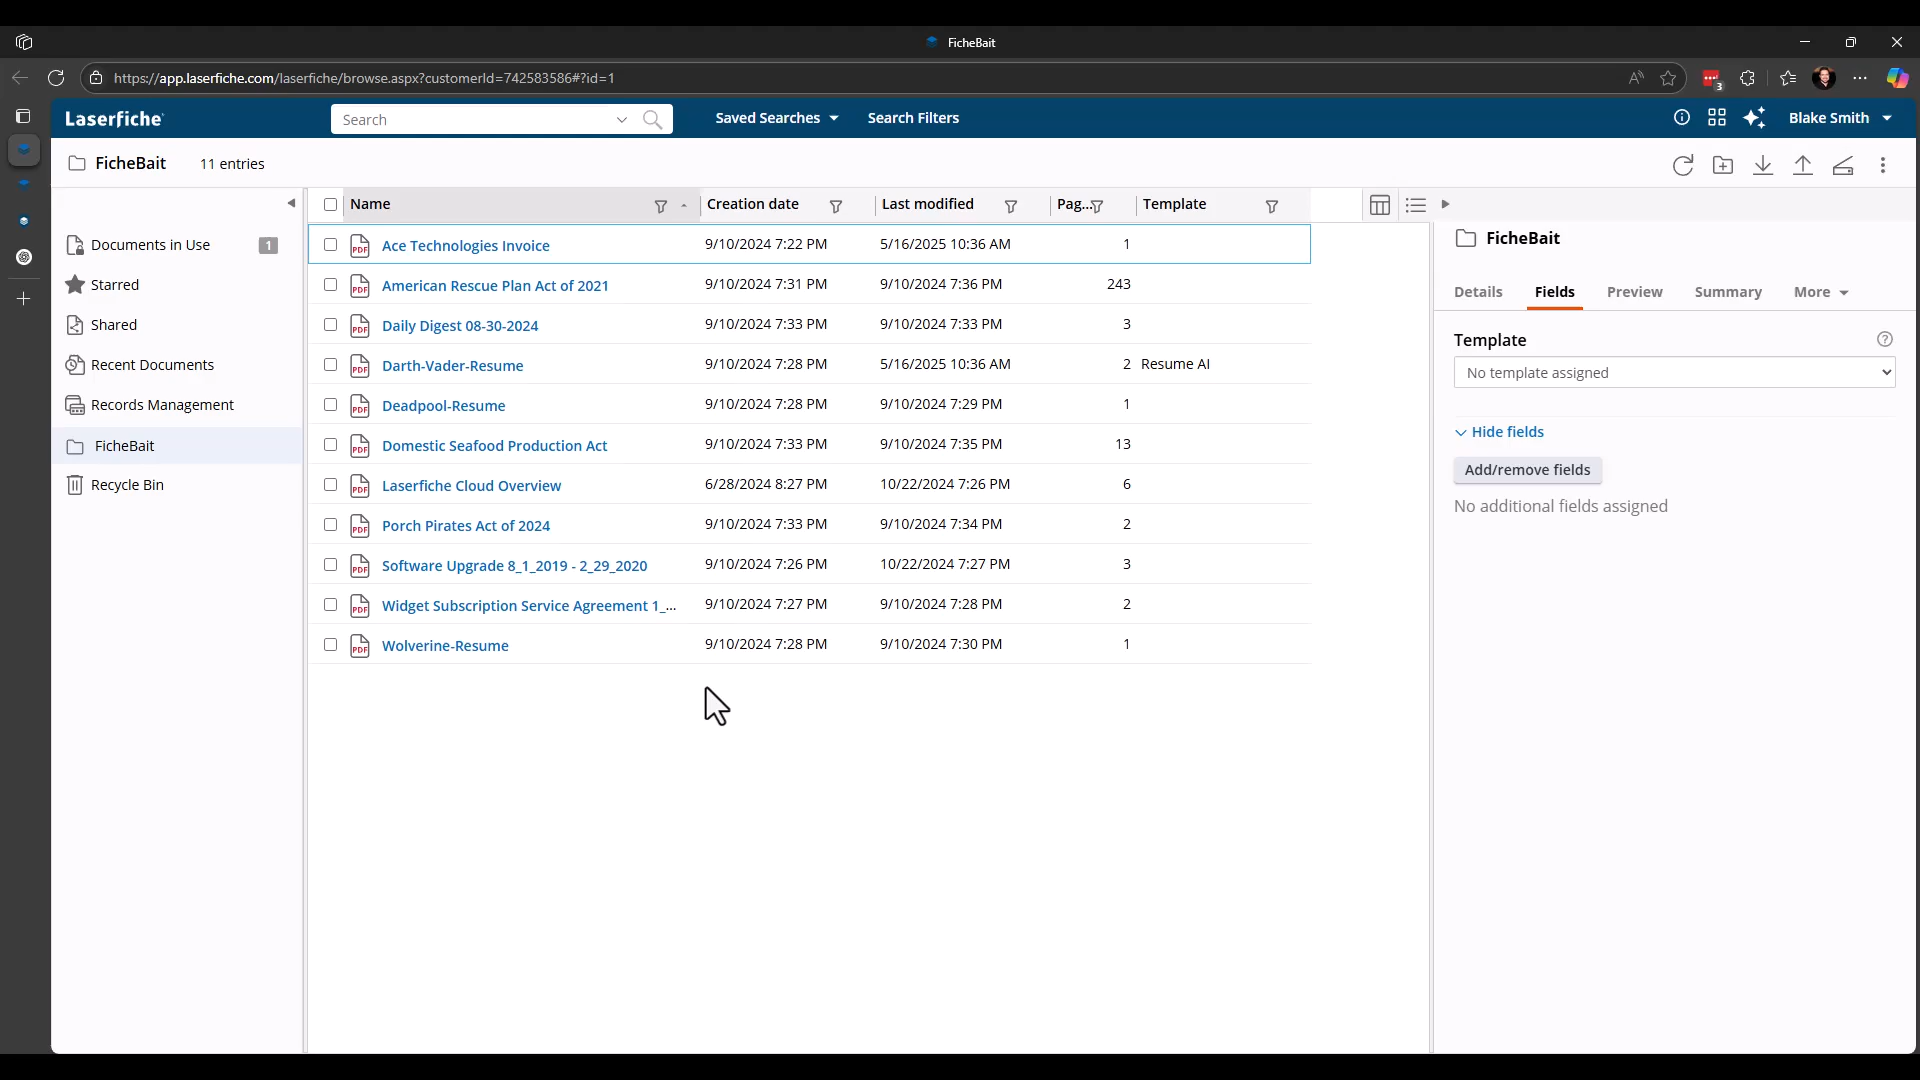 FicheBait
https://app.laserfiche.com/laserfiche/browse.aspx?customerId=742583586#?id=1
3
Laserfiche
Search
Saved Searches
Search Filters
Blake Smith
FicheBait
11 entries
Name
Creation date
Last modified
Pag...
Template
Documents in Use
1
Starred
Shared
Recent Documents
Records Management
FicheBait
Recycle Bin
PDF Ace Technologies Invoice 9/10/2024 7:22 PM 5/16/2025 10:36 AM 1
PDF American Rescue Plan Act of 2021 9/10/2024 7:31 PM 9/10/2024 7:36 PM 243
PDF Daily Digest 08-30-2024 9/10/2024 7:33 PM 9/10/2024 7:33 PM 3
PDF Darth-Vader-Resume 9/10/2024 7:28 PM 5/16/2025 10:36 AM 2 Resume AI
PDF Deadpool-Resume 9/10/2024 7:28 PM 9/10/2024 7:29 PM 1
PDF Domestic Seafood Production Act 9/10/2024 7:33 PM 9/10/2024 7:35 PM 13
PDF Laserfiche Cloud Overview 6/28/2024 8:27 PM 10/22/2024 7:26 PM 6
PDF Porch Pirates Act of 2024 9/10/2024 7:33 PM 9/10/2024 7:34 PM 2
PDF Software Upgrade 8_1_2019 - 2_29_2020 9/10/2024 7:26 PM 10/22/2024 7:27 PM 3
PDF Widget Subscription Service Agreement 1_... 9/10/2024 7:27 PM 9/10/2024 7:28 PM 2
PDF Wolverine-Resume 9/10/2024 7:28 PM 9/10/2024 7:30 PM 1
FicheBait
Details
Fields
Preview
Summary
More
Template
No template assigned
Hide fields
Add/remove fields
No additional fields assigned